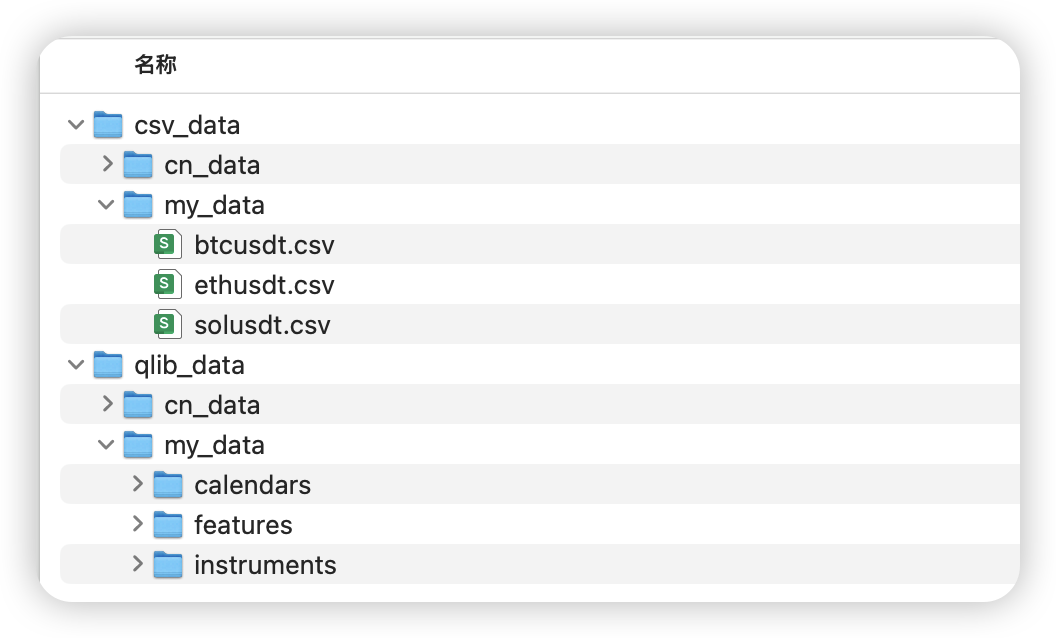 名称
csv_data
cn_data
my_data
S btcusdt.csv
S ethusdt.csv
S solusdt.csv
qlib_data
cn_data
my_data
calendars
features
instruments